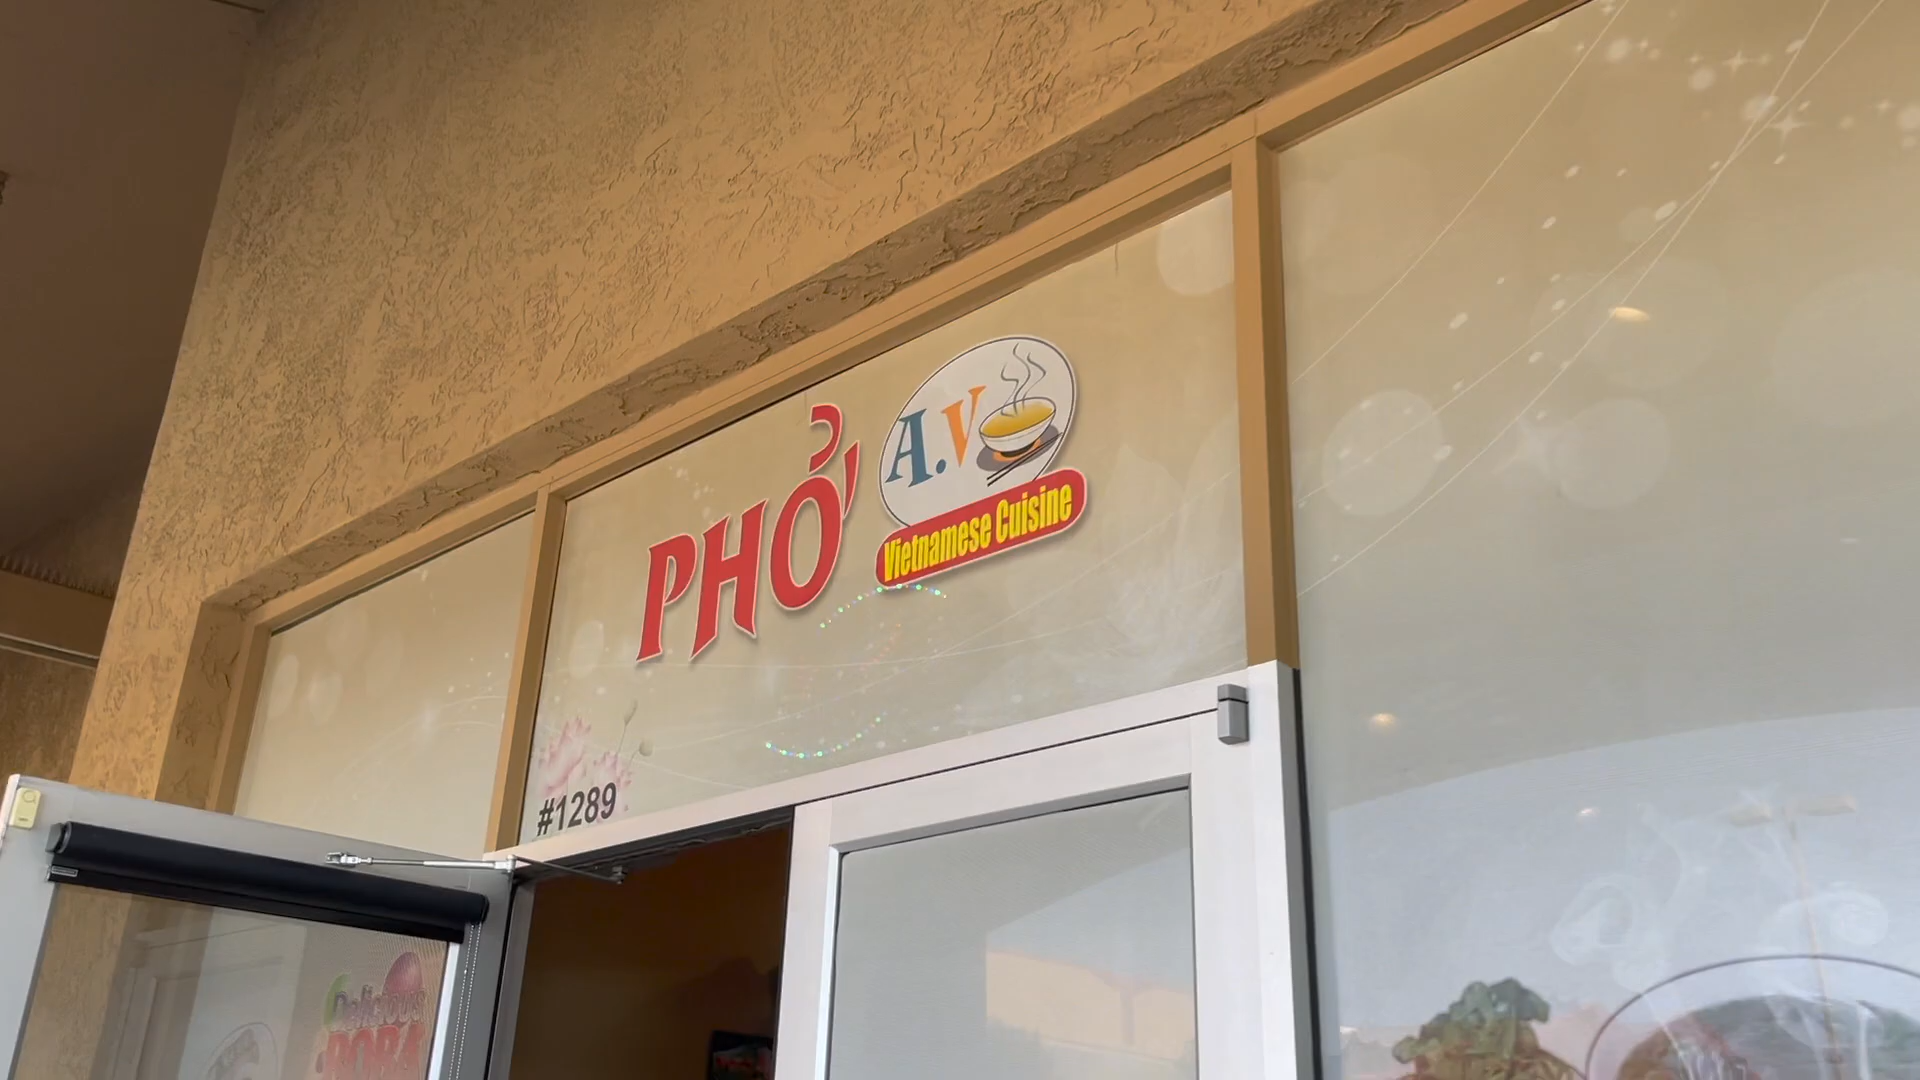 PHỞ
A.V
Vietnamese Cuisine
#1289
Delicious
BOBA